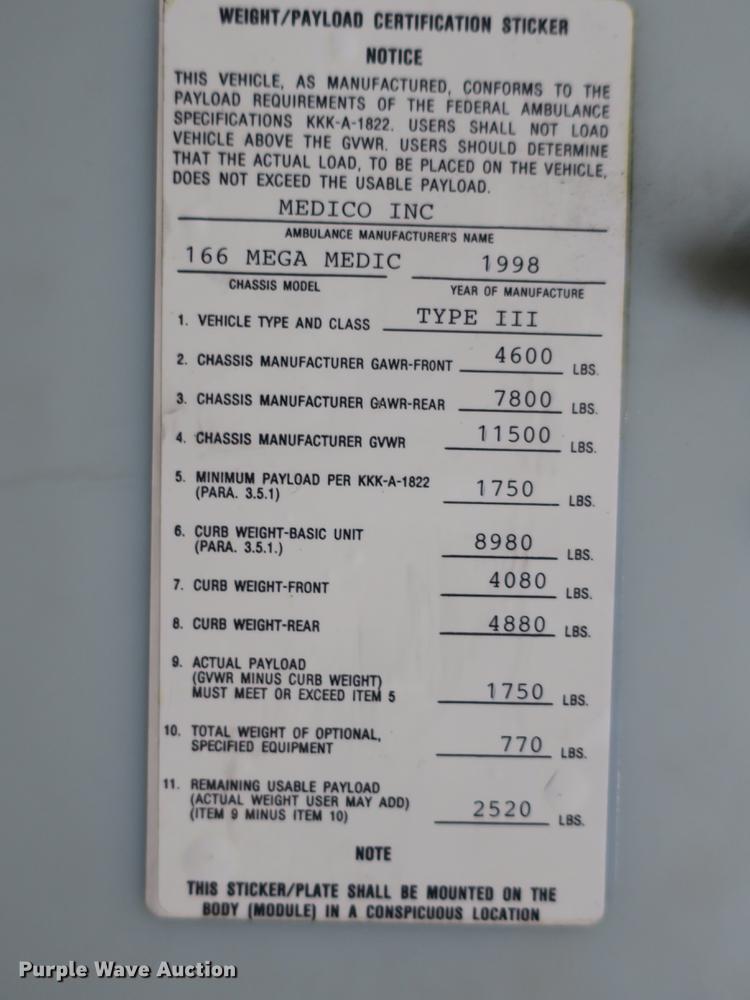 WEIGHT/PAYLOAD CERTIFICATION STICKER
NOTICE
THIS VEHICLE, AS MANUFACTURED, CONFORMS TO THE
PAYLOAD REQUIREMENTS OF THE FEDERAL AMBULANCE
SPECIFICATIONS KKK-A-1822. USERS SHALL NOT LOAD
VEHICLE ABOVE THE GVWR. USERS SHOULD DETERMINE
THAT THE ACTUAL LOAD, TO BE PLACED ON THE VEHICLE,
DOES NOT EXCEED THE USABLE PAYLOAD.
MEDICO INC
AMBULANCE MANUFACTURER'S NAME
166 MEGA MEDIC 1998
CHASSIS MODEL YEAR OF MANUFACTURE
1. VEHICLE TYPE AND CLASS TYPE III
2. CHASSIS MANUFACTURER GAWR-FRONT 4600 LBS.
3. CHASSIS MANUFACTURER GAWR-REAR 7800 LBS.
4. CHASSIS MANUFACTURER GVWR 11500 LBS.
5. MINIMUM PAYLOAD PER KKK-A-1822
(PARA. 3.5.1) 1750 LBS.
6. CURB WEIGHT-BASIC UNIT
(PARA. 3.5.1.) 8980 LBS.
7. CURB WEIGHT-FRONT 4080 LBS.
8. CURB WEIGHT-REAR 4880 LBS.
9. ACTUAL PAYLOAD
(GVWR MINUS CURB WEIGHT)
MUST MEET OR EXCEED ITEM 5 1750 LBS.
10. TOTAL WEIGHT OF OPTIONAL,
SPECIFIED EQUIPMENT 770 LBS.
11. REMAINING USABLE PAYLOAD
(ACTUAL WEIGHT USER MAY ADD)
(ITEM 9 MINUS ITEM 10) 2520 LBS.
NOTE
THIS STICKER/PLATE SHALL BE MOUNTED ON THE
BODY (MODULE) IN A CONSPICUOUS LOCATION
Purple Wave Auction